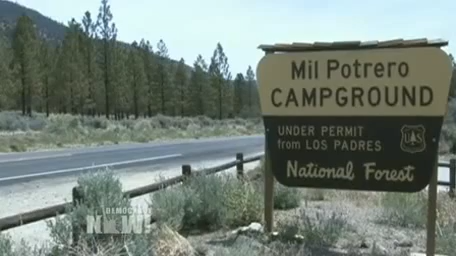 Mil Potrero
CAMPGROUND
UNDER PERMIT
from LOS PADRES
National Forest
DEMOCRACY
NOW!